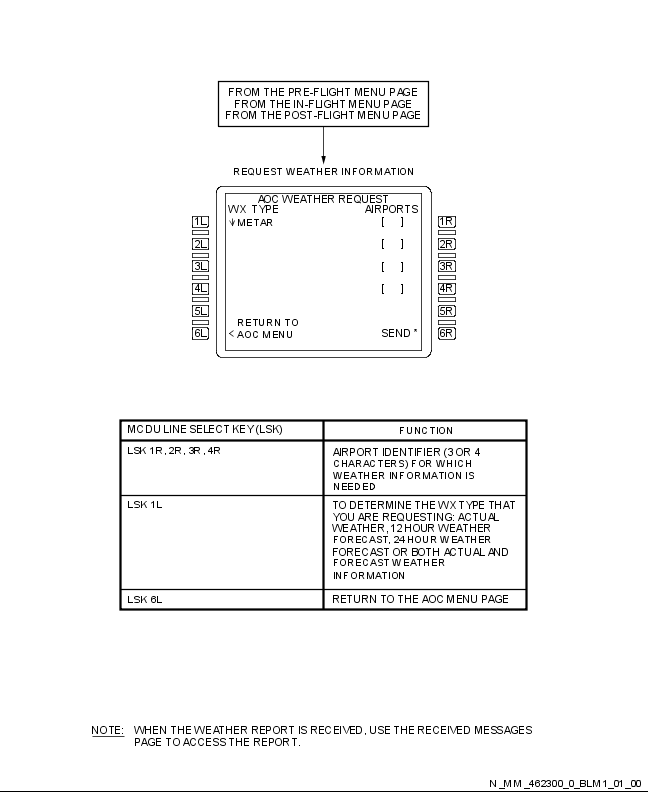 FROM THE PRE-FLIGHT MENU PAGE
FROM THE IN-FLIGHT MENU PAGE
FROM THE POST-FLIGHT MENU PAGE
REQUEST WEATHER INFORMATION
AOC WEATHER REQUEST
WX TYPE AIRPORTS
1L METAR [ ] 1R
2L [ ] 2R
3L [ ] 3R
4L [ ] 4R
5L 5R
RETURN TO
6L < AOC MENU SEND * 6R
MCDU LINE SELECT KEY (LSK) FUNCTION
LSK 1R, 2R, 3R, 4R
AIRPORT IDENTIFIER (3 OR 4
CHARACTERS) FOR WHICH
WEATHER INFORMATION IS
NEEDED
LSK 1L
TO DETERMINE THE WX TYPE THAT
YOU ARE REQUESTING: ACTUAL
WEATHER, 12 HOUR WEATHER
FORECAST, 24 HOUR WEATHER
FORECAST OR BOTH ACTUAL AND
FORECAST WEATHER
INFORMATION
LSK 6L RETURN TO THE AOC MENU PAGE
NOTE: WHEN THE WEATHER REPORT IS RECEIVED, USE THE RECEIVED MESSAGES
PAGE TO ACCESS THE REPORT.
N_MM_462300_0_BLM1_01_00